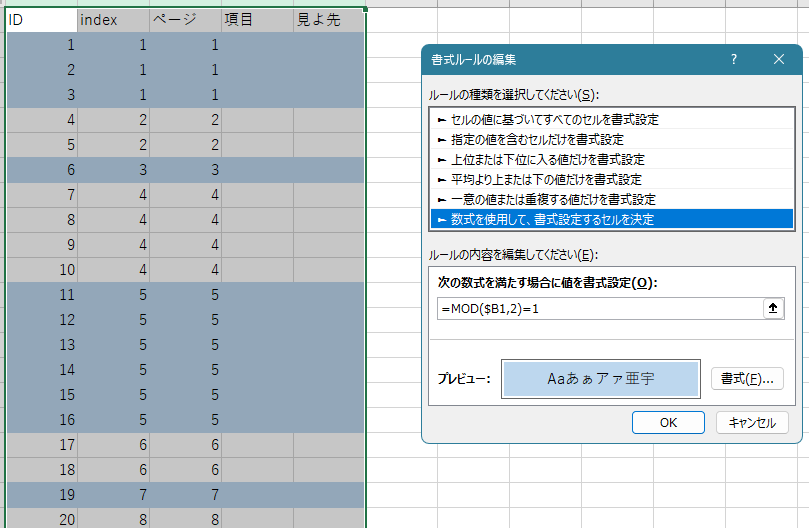 ID index ページ 項目 見よ先
1 1 1
2 1 1
3 1 1
4 2 2
5 2 2
6 3 3
7 4 4
8 4 4
9 4 4
10 4 4
11 5 5
12 5 5
13 5 5
14 5 5
15 5 5
16 5 5
17 6 6
18 6 6
19 7 7
20 8 8
書式ルールの編集 ? ×
ルールの種類を選択してください(S):
► セルの値に基づいてすべてのセルを書式設定
► 指定の値を含むセルだけを書式設定
► 上位または下位に入る値だけを書式設定
► 平均より上または下の値だけを書式設定
► 一意の値または重複する値だけを書式設定
► 数式を使用して、書式設定するセルを決定
ルールの内容を編集してください(E):
次の数式を満たす場合に値を書式設定(O):
=MOD($B1,2)=1
プレビュー: Aaあぁアァ亜宇 書式(F)...
OK キャンセル